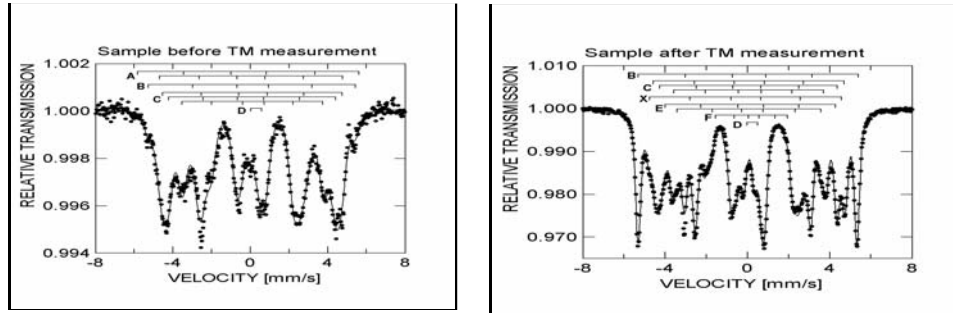 Sample before TM measurement
1.002
A
B
1.000
C
D
0.998
0.996
0.994
RELATIVE TRANSMISSION
-8 -4 0 4 8
VELOCITY [mm/s]
Sample after TM measurement
1.010
B
C
X
1.000
E
F
D
0.990
0.980
0.970
RELATIVE TRANSMISSION
-8 -4 0 4 8
VELOCITY [mm/s]